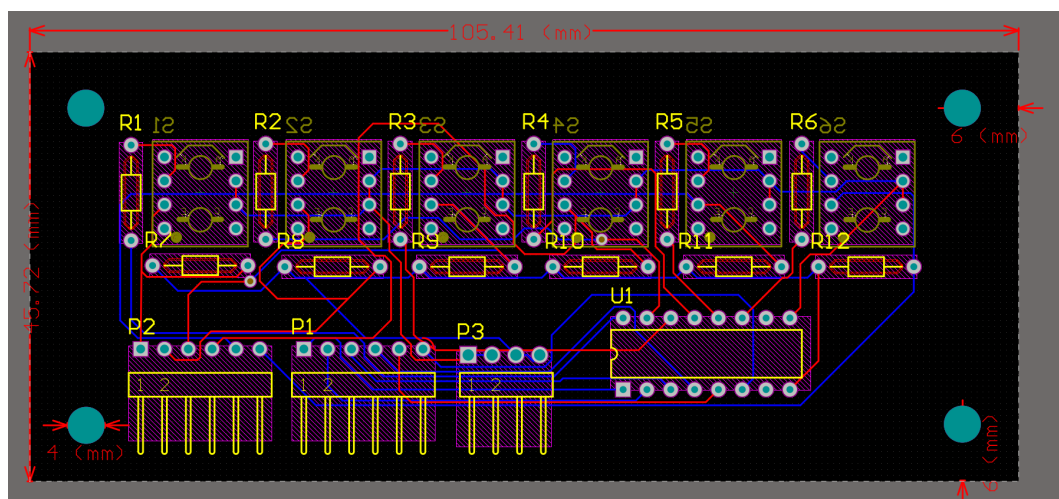 105.41 (mm)
6 (mm)
R1 S1 R2 S2 R3 S3 R4 S4 R5 S5 R6 S6
45.72 (mm)
R7 R8 R9 R10 R11 R12
U1
P2 P1 P3
1 2 1 2 1 2
4 (mm)
6 (mm)